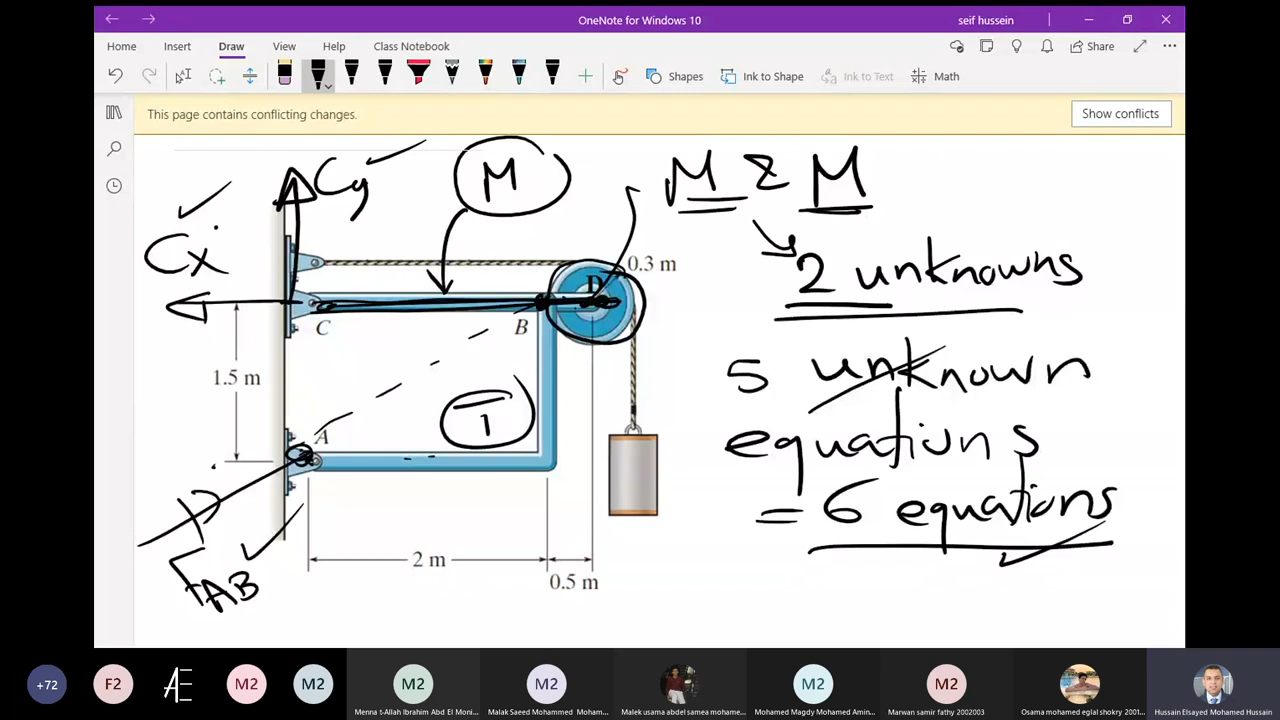 OneNote for Windows 10
seif hussein
Home Insert Draw View Help Class Notebook
Share
Shapes
Ink to Shape
Ink to Text
Math
This page contains conflicting changes.
Show conflicts
Cy
M
M z M
Cx
2 unknowns
0.3 m
D
C
B
1.5 m
5 unknown
T
A
equations
= 6 equations
FAB
2 m
0.5 m
+72
F2
M2
M2
M2
M2
M2
M2
Menna t-Allah Ibrahim Abd El Moni...
Malak Saeed Mohammed Moham...
Malek usama abdel samea mohame...
Mohamed Magdy Mohamed Amin...
Marwan samir fathy 2002003
Osama mohamed eglal shokry 2001...
Hussain Elsayed Mohamed Hussain